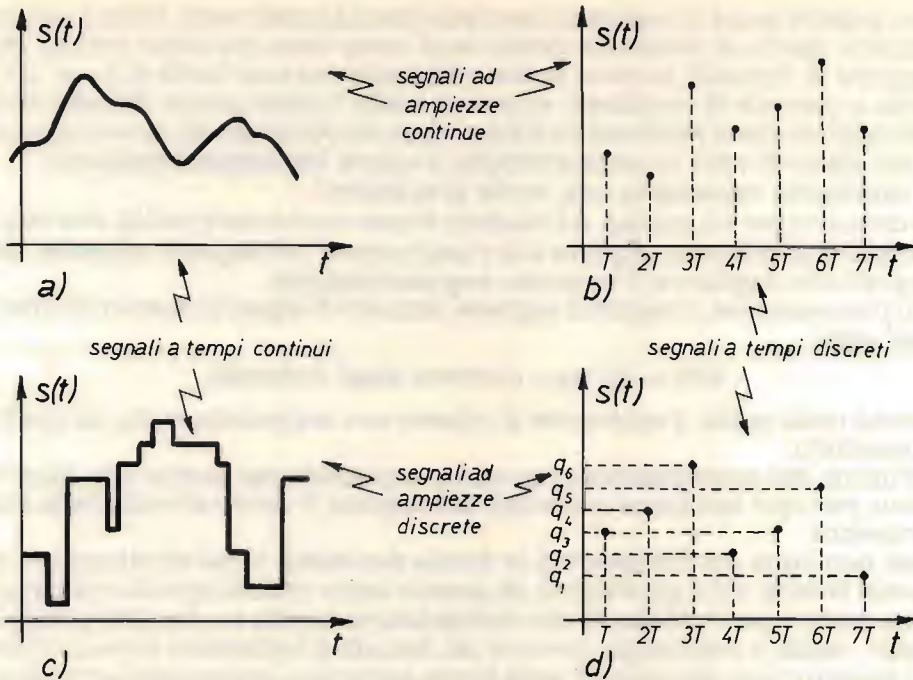 s(t)
t
a)
segnali ad
ampiezze
continue
s(t)
T 2T 3T 4T 5T 6T 7T t
b)
segnali a tempi continui
segnali a tempi discreti
s(t)
t
c)
segnali ad
ampiezze
discrete
s(t)
q6
q5
q4
q3
q2
q1
T 2T 3T 4T 5T 6T 7T t
d)